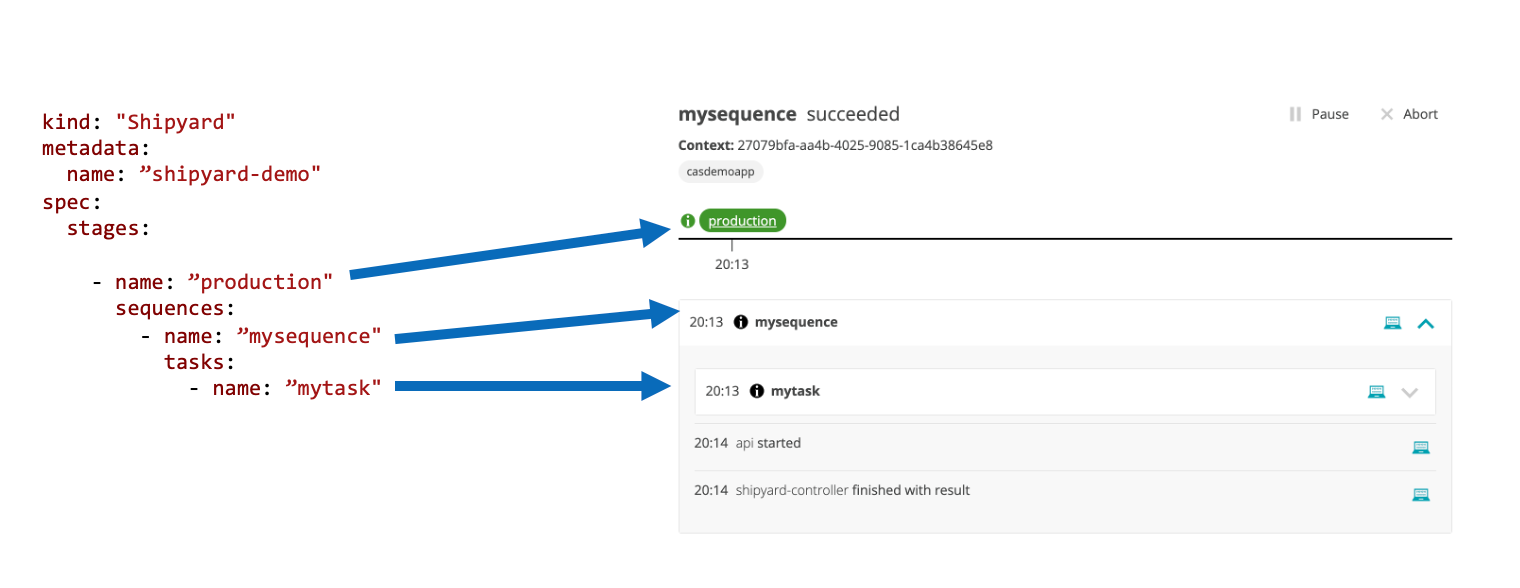 kind: "Shipyard"
metadata:
name: ”shipyard-demo"
spec:
stages:
- name: ”production"
sequences:
- name: ”mysequence"
tasks:
- name: ”mytask"
mysequence succeeded
Pause
Abort
Context: 27079bfa-aa4b-4025-9085-1ca4b38645e8
casdemoapp
production
20:13
20:13 mysequence
20:13 mytask
20:14 api started
20:14 shipyard-controller finished with result